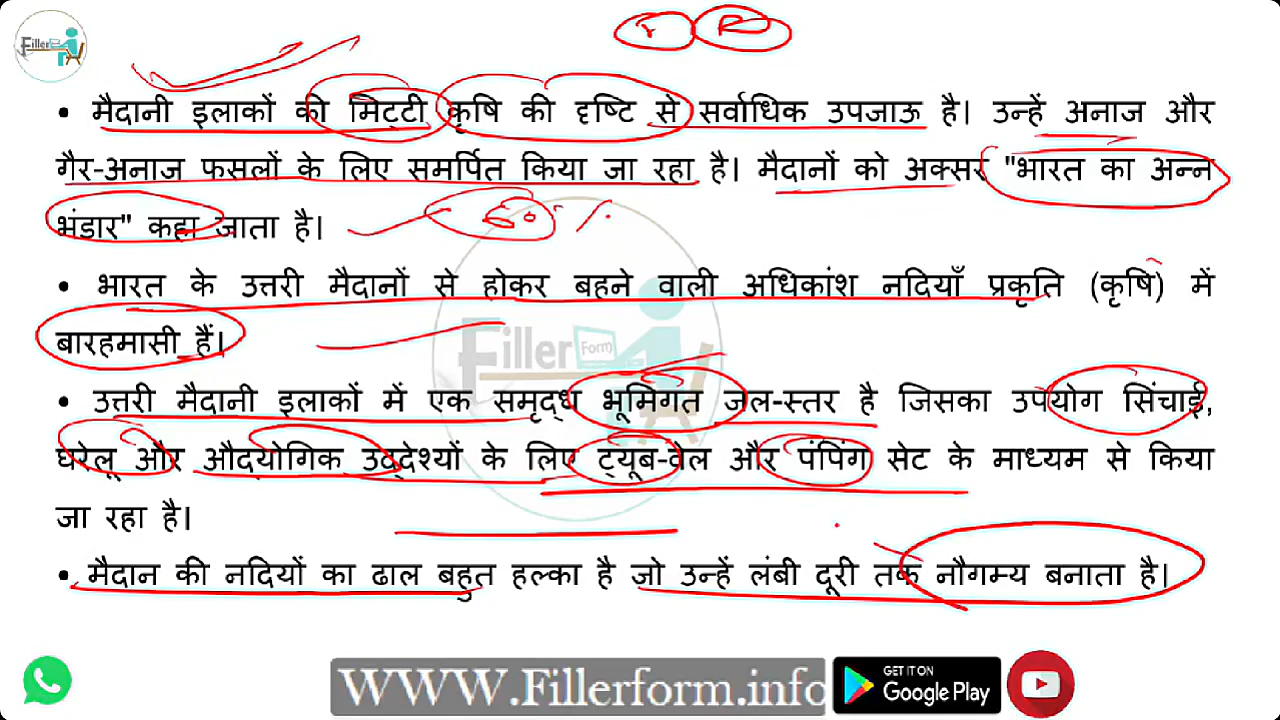 Filler
R
• मैदानी इलाकों की मिट्टी कृषि की दृष्टि से सर्वाधिक उपजाऊ है। उन्हें अनाज और
गैर-अनाज फसलों के लिए समर्पित किया जा रहा है। मैदानों को अक्सर "भारत का अन्न
भंडार" कहा जाता है।
60%
• भारत के उत्तरी मैदानों से होकर बहने वाली अधिकांश नदियाँ प्रकृति (कृषि) में
बारहमासी हैं।
Filler Form
• उत्तरी मैदानी इलाकों में एक समृद्ध भूमिगत जल-स्तर है जिसका उपयोग सिंचाई,
घरेलू और औद्योगिक उद्देश्यों के लिए ट्यूब-वेल और पंपिंग सेट के माध्यम से किया
जा रहा है।
• मैदान की नदियों का ढाल बहुत हल्का है जो उन्हें लंबी दूरी तक नौगम्य बनाता है।
WWW.Fillerform.info
GET IT ON
Google Play